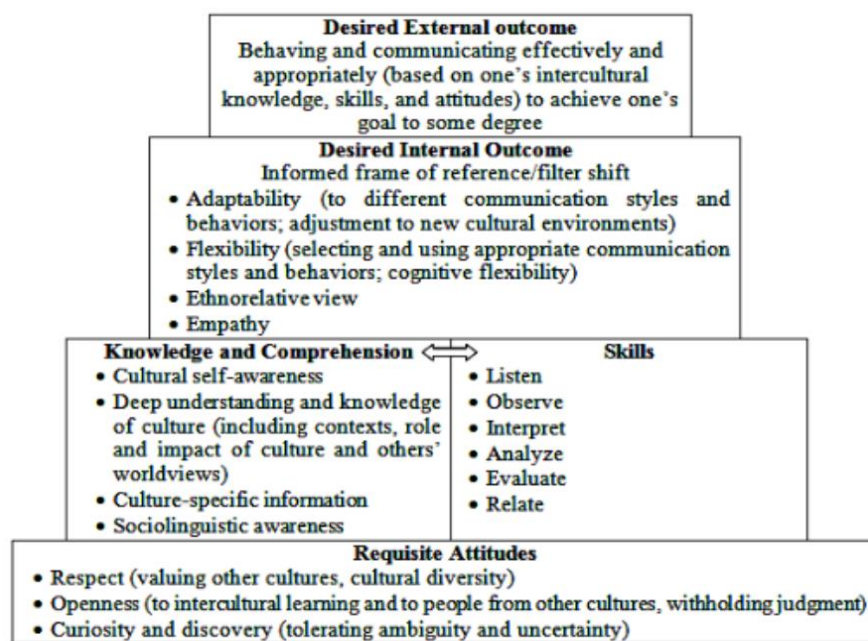 Desired External outcome
Behaving and communicating effectively and
appropriately (based on one's intercultural
knowledge, skills, and attitudes) to achieve one's
goal to some degree
Desired Internal Outcome
Informed frame of reference/filter shift
• Adaptability (to different communication styles and
behaviors; adjustment to new cultural environments)
• Flexibility (selecting and using appropriate communication
styles and behaviors; cognitive flexibility)
• Ethnorelative view
• Empathy
Knowledge and Comprehension
• Cultural self-awareness
• Deep understanding and knowledge
of culture (including contexts, role
and impact of culture and others'
worldviews)
• Culture-specific information
• Sociolinguistic awareness
Skills
• Listen
• Observe
• Interpret
• Analyze
• Evaluate
• Relate
Requisite Attitudes
• Respect (valuing other cultures, cultural diversity)
• Openness (to intercultural learning and to people from other cultures, withholding judgment)
• Curiosity and discovery (tolerating ambiguity and uncertainty)